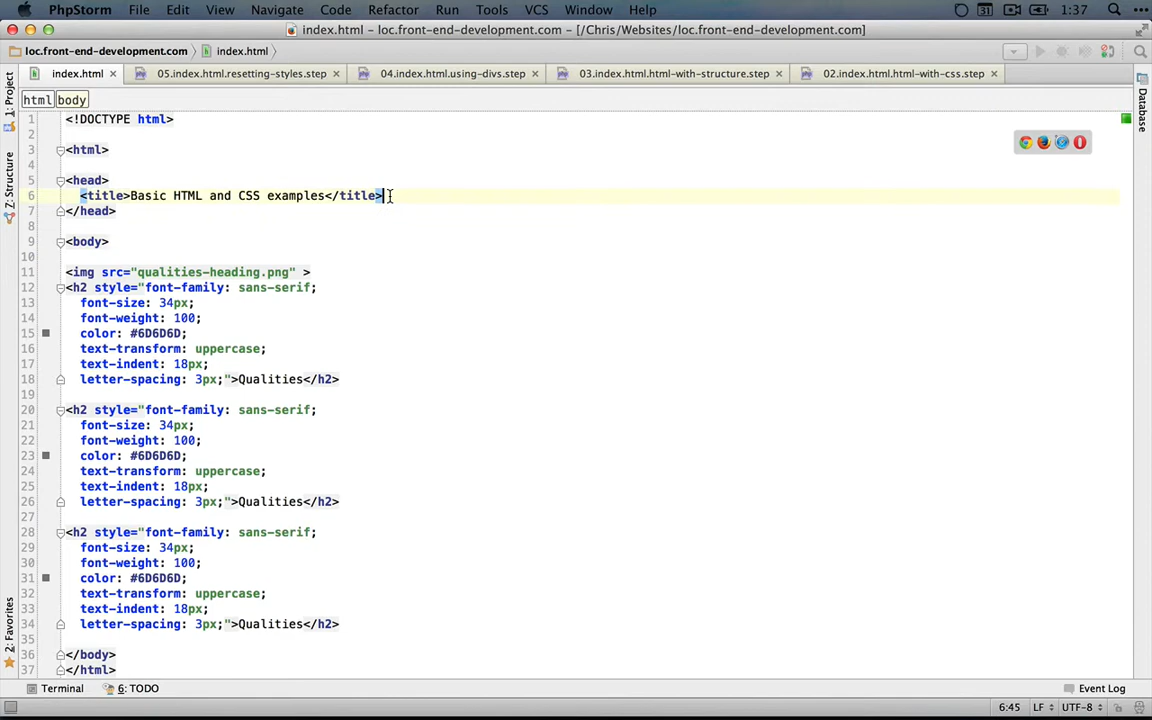 PhpStorm File Edit View Navigate Code Refactor Run Tools VCS Window Help 31 1:37
index.html - loc.front-end-development.com - [/Chris/Websites/loc.front-end-development.com]
loc.front-end-development.com index.html
index.html 05.index.html.resetting-styles.step 04.index.html.using-divs.step 03.index.html.html-with-structure.step 02.index.html.html-with-css.step
html body
1: Project
Z: Structure
2: Favorites
Database
1 <!DOCTYPE html>
2
3 <html>
4
5 <head>
6 <title>Basic HTML and CSS examples</title>
7 </head>
8
9 <body>
10
11 <img src="qualities-heading.png" >
12 <h2 style="font-family: sans-serif;
13 font-size: 34px;
14 font-weight: 100;
15 color: #6D6D6D;
16 text-transform: uppercase;
17 text-indent: 18px;
18 letter-spacing: 3px;">Qualities</h2>
19
20 <h2 style="font-family: sans-serif;
21 font-size: 34px;
22 font-weight: 100;
23 color: #6D6D6D;
24 text-transform: uppercase;
25 text-indent: 18px;
26 letter-spacing: 3px;">Qualities</h2>
27
28 <h2 style="font-family: sans-serif;
29 font-size: 34px;
30 font-weight: 100;
31 color: #6D6D6D;
32 text-transform: uppercase;
33 text-indent: 18px;
34 letter-spacing: 3px;">Qualities</h2>
35
36 </body>
37 </html>
Terminal 6: TODO Event Log
6:45 LF UTF-8